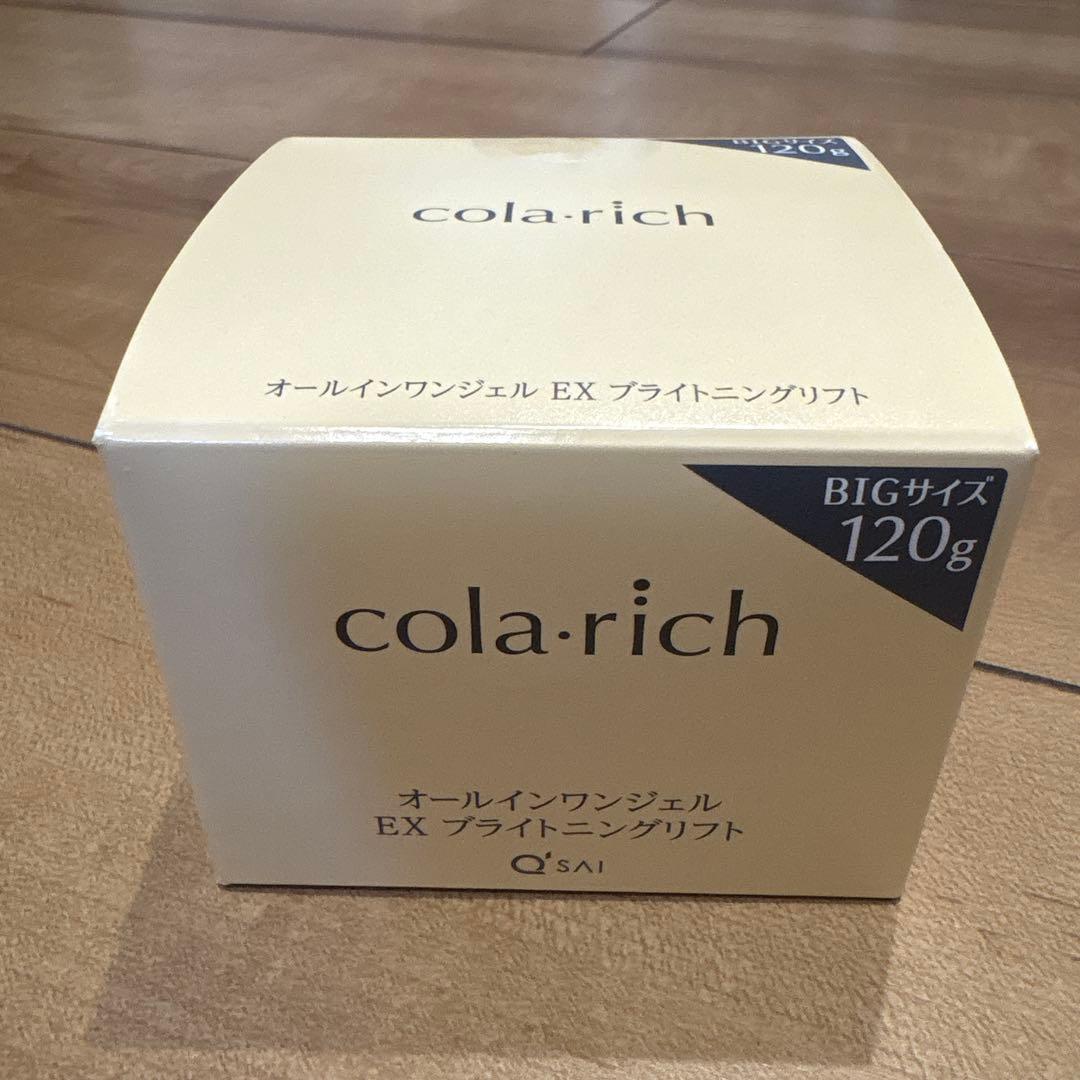 BIGサイズ
120g
cola·rich
オールインワンジェル EX ブライトニングリフト
BIGサイズ
120g
cola·rich
オールインワンジェル
EX ブライトニングリフト
Q'SAI